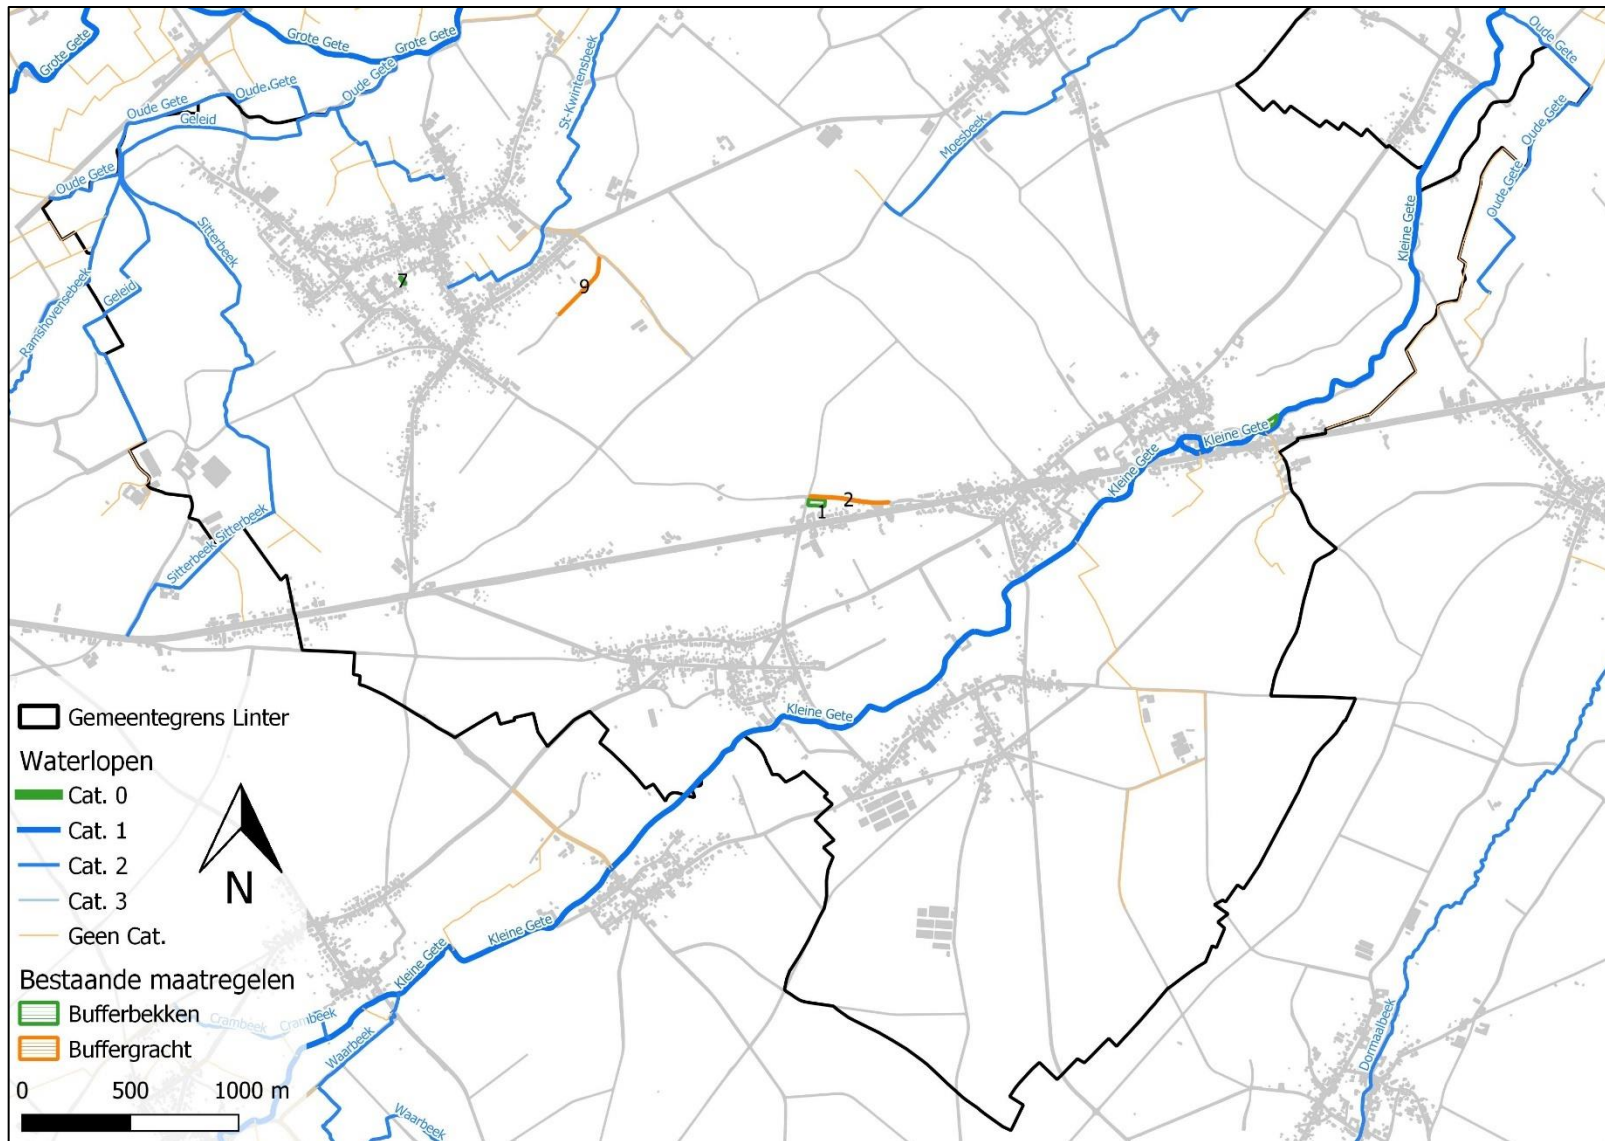 Grote Gete
Grote Gete
Grote Gete
Oude Gete
Oude Gete
Oude Gete
Geleid
Oude Gete
St-Kwintensbeek
Moesbeek
Oude Gete
Oude Gete
Oude Gete
Kleine Gete
Sitterbeek
Ramshovensebeek
Geleid
7
9
Kleine Gete
Kleine Gete
Kleine Gete
2
1
Sitterbeek
Sitterbeek
Kleine Gete
Kleine Gete
Kleine Gete
Crambeek
Crambeek
Waarbeek
Waarbeek
Dormaalbeek
Gemeentegrens Linter
Waterlopen
Cat. 0
Cat. 1
Cat. 2
Cat. 3
Geen Cat.
N
Bestaande maatregelen
Bufferbekken
Buffergracht
0 500 1000 m